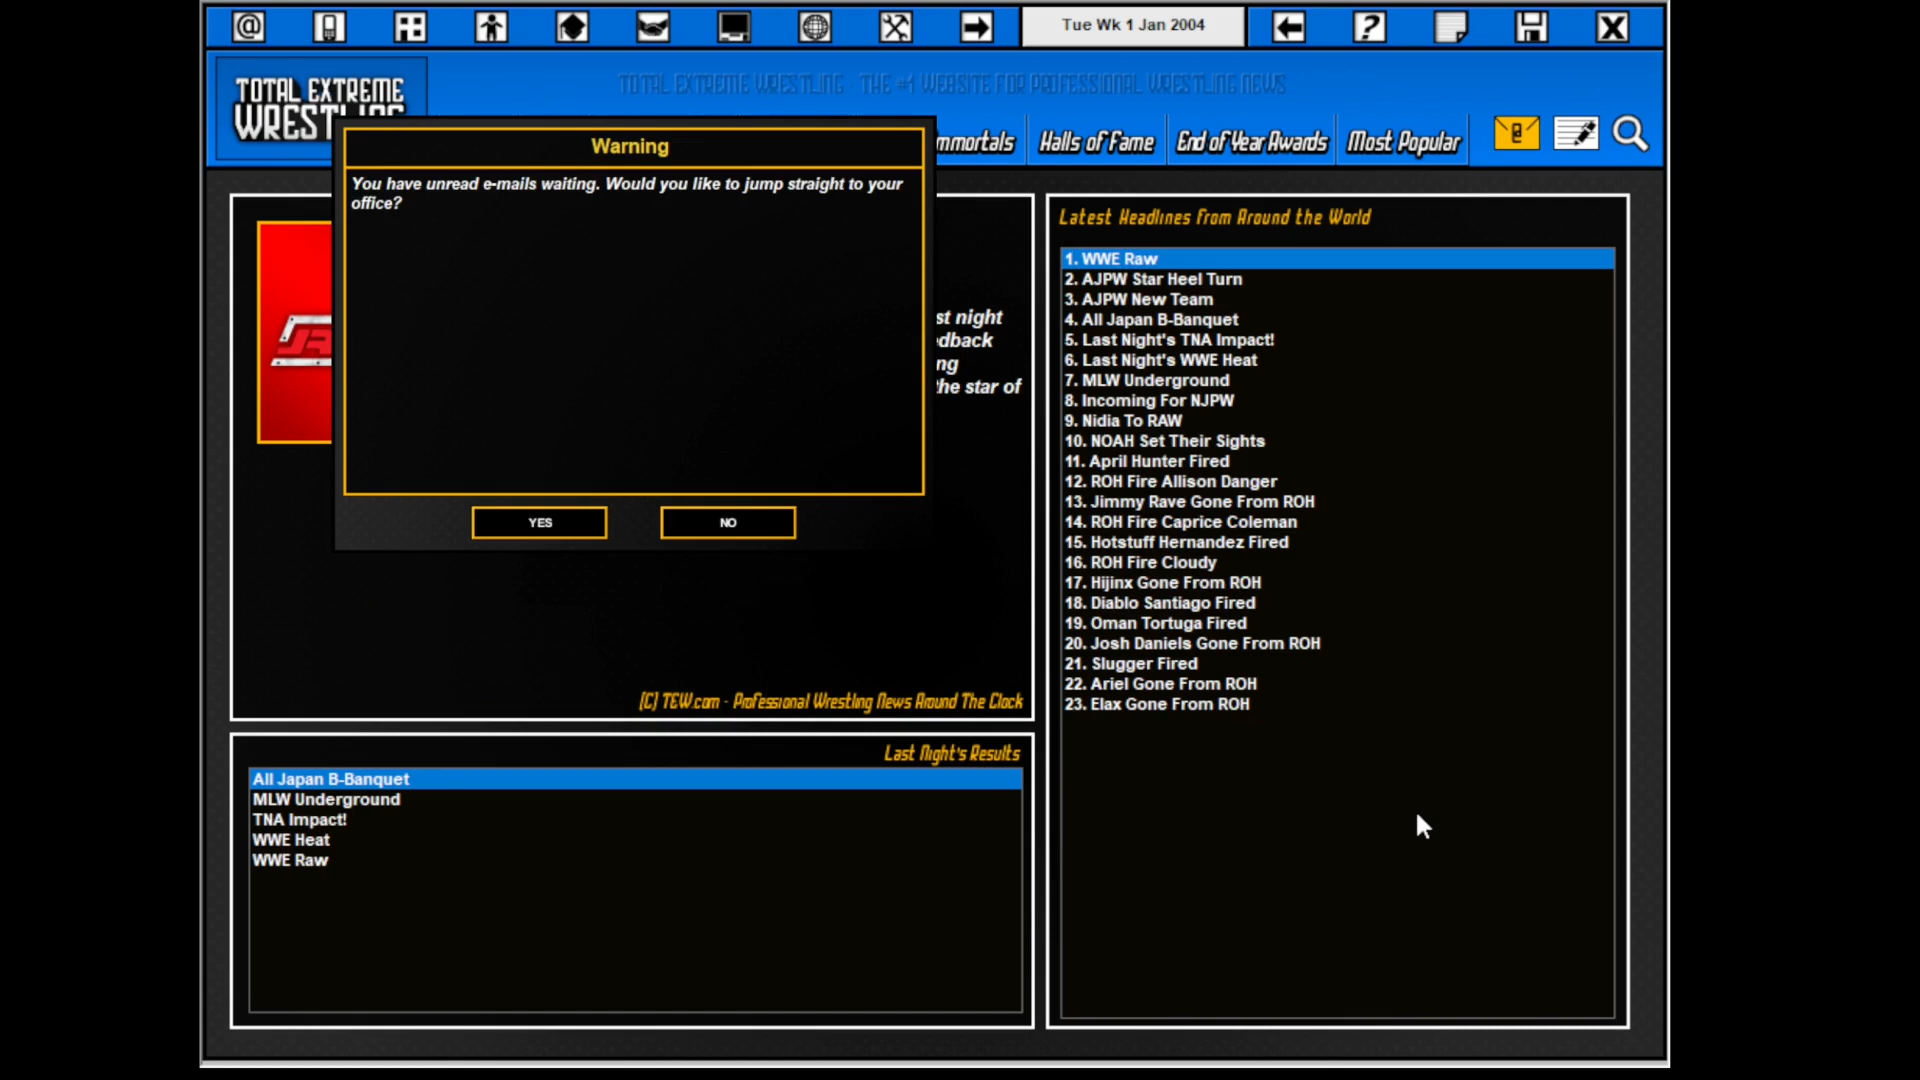 Tue Wk 1 Jan 2004
TOTAL EXTREME WRESTLING THE #1 WEBSITE FOR PROFESSIONAL WRESTLING NEWS
TOTAL EXTREME
Halls of Fame
End of Year Awards
Most Popular
Warning
You have unread e-mails waiting. Would you like to jump straight to your
office?
YES
NO
st night
the star of
(C) TEW.com - Professional Wrestling News Around The Clock
Last Night's Results
All Japan B-Banquet
MLW Underground
TNA Impact!
WWE Heat
WWE Raw
Latest Headlines From Around the World
1. WWE Raw
2. AJPW Star Heel Turn
3. AJPW New Team
4. All Japan B-Banquet
5. Last Night's TNA Impact!
6. Last Night's WWE Heat
7. MLW Underground
8. Incoming For NJPW
9. Nidia To RAW
10. NOAH Set Their Sights
11. April Hunter Fired
12. ROH Fire Allison Danger
13. Jimmy Rave Gone From ROH
14. ROH Fire Caprice Coleman
15. Hotstuff Hernandez Fired
16. ROH Fire Cloudy
17. Hijinx Gone From ROH
18. Diablo Santiago Fired
19. Oman Tortuga Fired
20. Josh Daniels Gone From ROH
21. Slugger Fired
22. Ariel Gone From ROH
23. Elax Gone From ROH